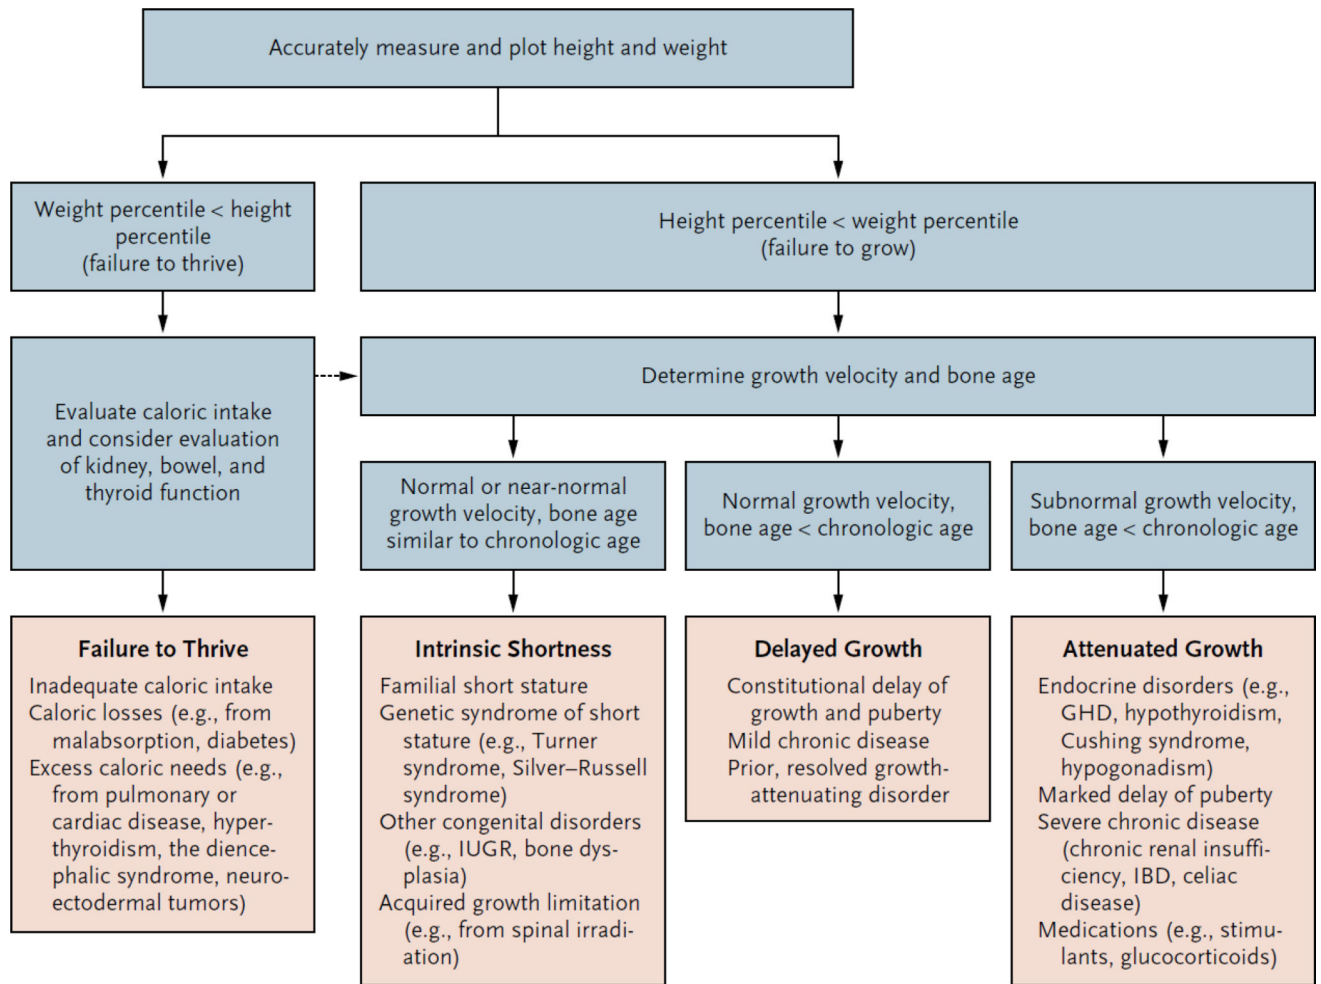 Accurately measure and plot height and weight
Weight percentile < height
percentile
(failure to thrive)
Height percentile < weight percentile
(failure to grow)
Evaluate caloric intake
and consider evaluation
of kidney, bowel, and
thyroid function
Determine growth velocity and bone age
Normal or near-normal
growth velocity, bone age
similar to chronologic age
Normal growth velocity,
bone age < chronologic age
Subnormal growth velocity,
bone age < chronologic age
Failure to Thrive
Inadequate caloric intake
Caloric losses (e.g., from
malabsorption, diabetes)
Excess caloric needs (e.g.,
from pulmonary or
cardiac disease, hyper-
thyroidism, the dience-
phalic syndrome, neuro-
ectodermal tumors)
Intrinsic Shortness
Familial short stature
Genetic syndrome of short
stature (e.g., Turner
syndrome, Silver–Russell
syndrome)
Other congenital disorders
(e.g., IUGR, bone dys-
plasia)
Acquired growth limitation
(e.g., from spinal irradi-
ation)
Delayed Growth
Constitutional delay of
growth and puberty
Mild chronic disease
Prior, resolved growth-
attenuating disorder
Attenuated Growth
Endocrine disorders (e.g.,
GHD, hypothyroidism,
Cushing syndrome,
hypogonadism)
Marked delay of puberty
Severe chronic disease
(chronic renal insuffi-
ciency, IBD, celiac
disease)
Medications (e.g., stimu-
lants, glucocorticoids)